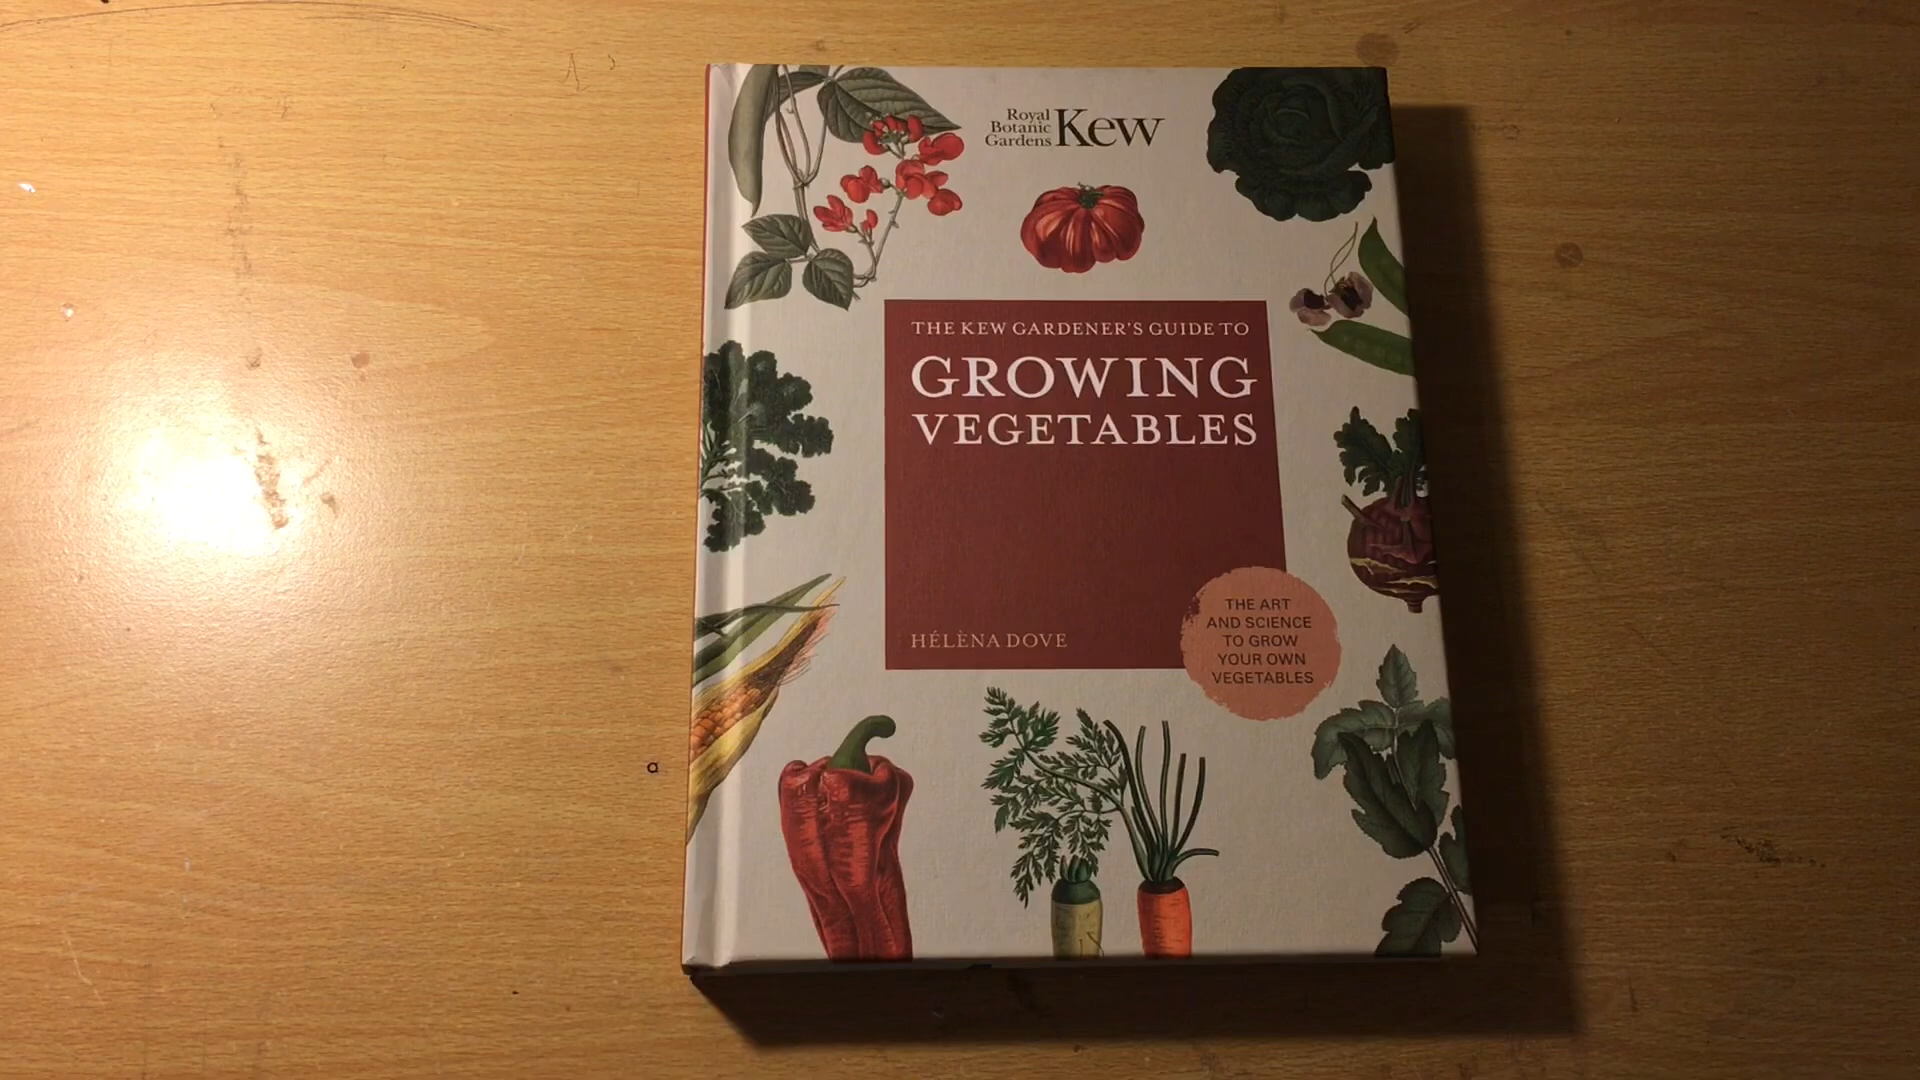 Royal
Botanic
Gardens
Kew
THE KEW GARDENER'S GUIDE TO
GROWING
VEGETABLES
HÉLÈNA DOVE
THE ART
AND SCIENCE
TO GROW
YOUR OWN
VEGETABLES
a